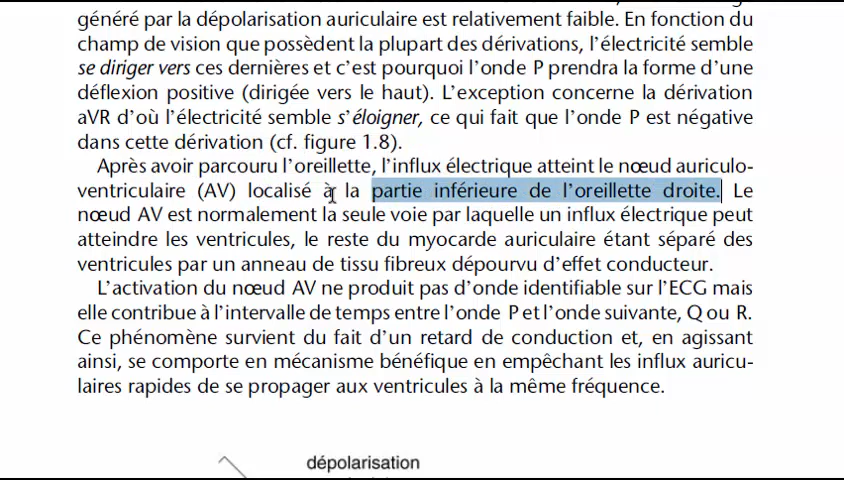 généré par la dépolarisation auriculaire est relativement faible. En fonction du
champ de vision que possèdent la plupart des dérivations, l'électricité semble
se diriger vers ces dernières et c'est pourquoi l'onde P prendra la forme d'une
déflexion positive (dirigée vers le haut). L'exception concerne la dérivation
aVR d'où l'électricité semble s'éloigner, ce qui fait que l'onde P est négative
dans cette dérivation (cf. figure 1.8).
Après avoir parcouru l'oreillette, l'influx électrique atteint le nœud auriculo-
ventriculaire (AV) localisé à la partie inférieure de l'oreillette droite. Le
nœud AV est normalement la seule voie par laquelle un influx électrique peut
atteindre les ventricules, le reste du myocarde auriculaire étant séparé des
ventricules par un anneau de tissu fibreux dépourvu d'effet conducteur.
L'activation du nœud AV ne produit pas d'onde identifiable sur l'ECG mais
elle contribue à l'intervalle de temps entre l'onde P et l'onde suivante, Q ou R.
Ce phénomène survient du fait d'un retard de conduction et, en agissant
ainsi, se comporte en mécanisme bénéfique en empêchant les influx auricu-
laires rapides de se propager aux ventricules à la même fréquence.
dépolarisation